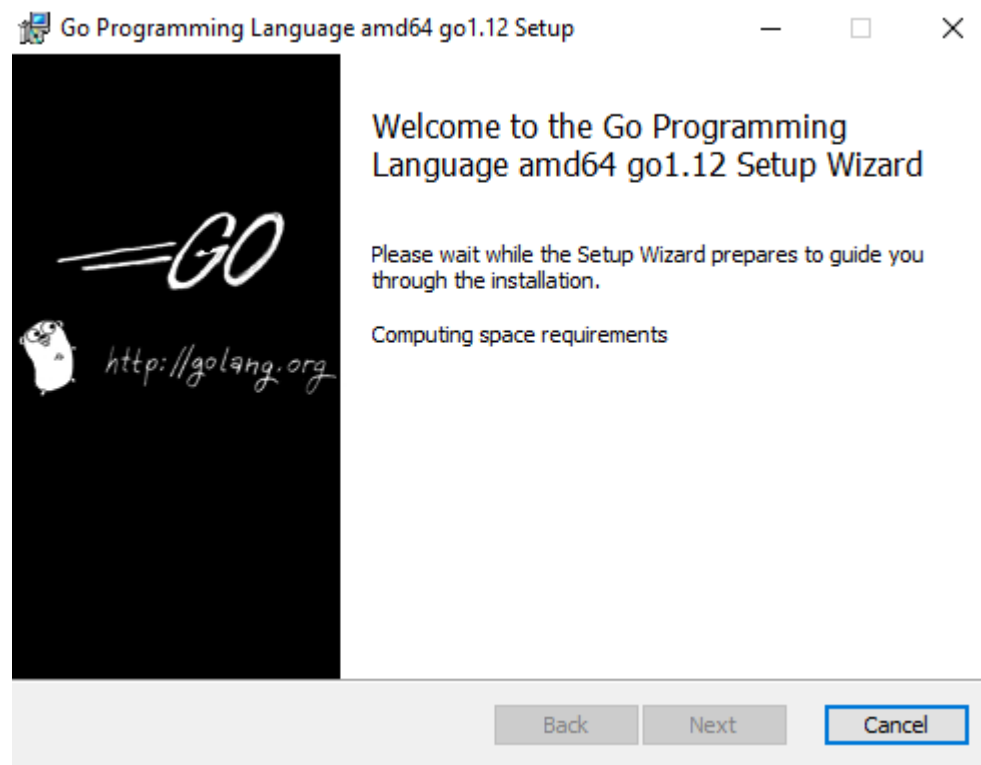 Go Programming Language amd64 go1.12 Setup
Welcome to the Go Programming
Language amd64 go1.12 Setup Wizard
GO
http://golang.org
Please wait while the Setup Wizard prepares to guide you
through the installation.
Computing space requirements
Back
Next
Cancel